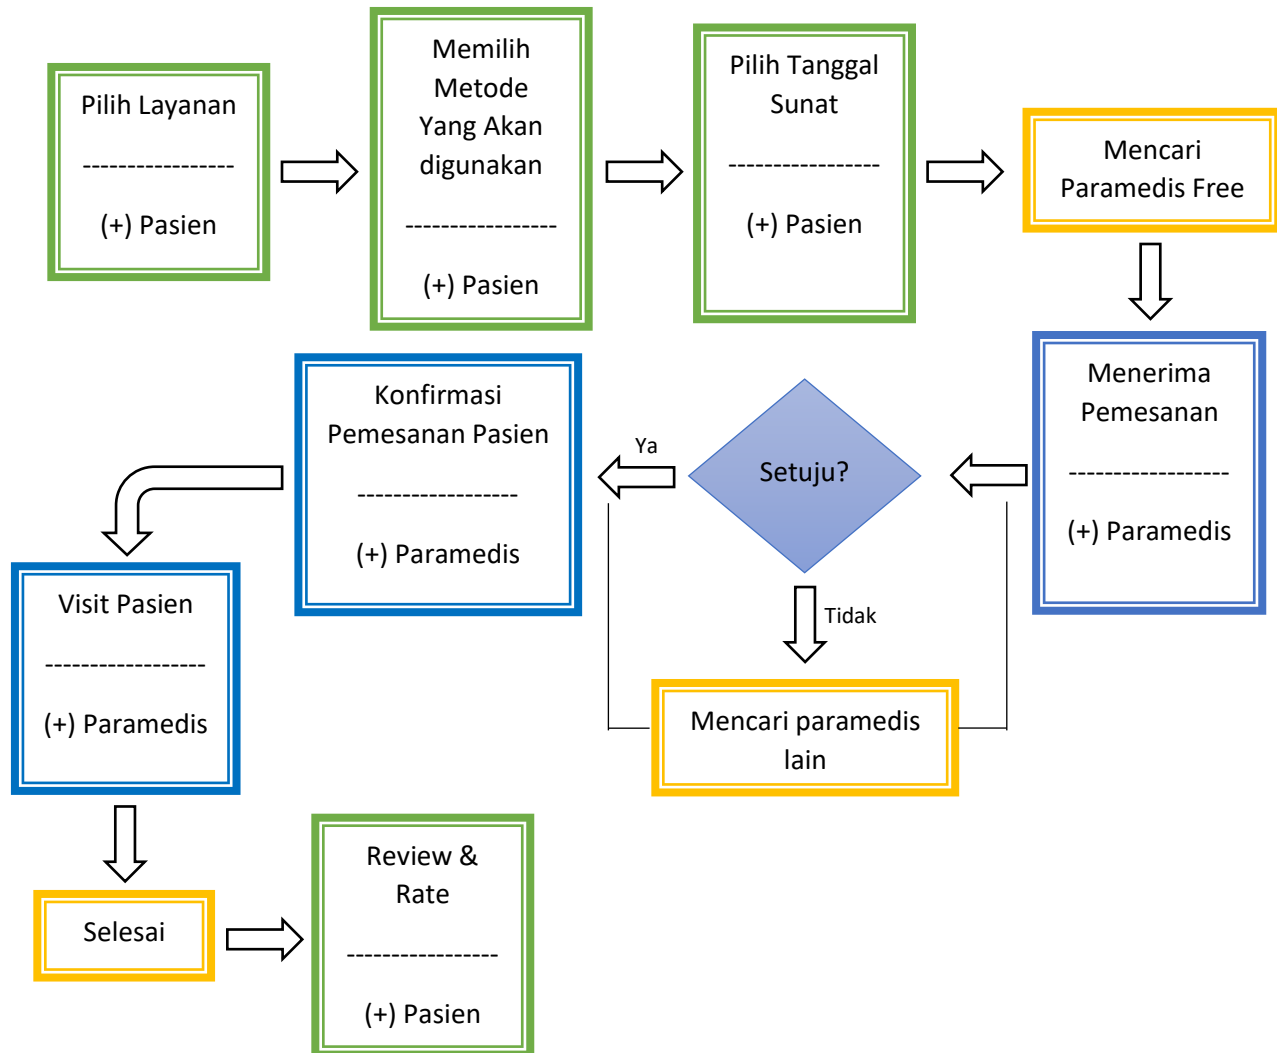 Pilih Layanan
-----------------
(+) Pasien
Memilih
Metode
Yang Akan
digunakan
-----------------
(+) Pasien
Pilih Tanggal
Sunat
-----------------
(+) Pasien
Mencari
Paramedis Free
Menerima
Pemesanan
------------------
(+) Paramedis
Setuju?
Ya
Tidak
Mencari paramedis
lain
Konfirmasi
Pemesanan Pasien
------------------
(+) Paramedis
Visit Pasien
------------------
(+) Paramedis
Selesai
Review &
Rate
-----------------
(+) Pasien